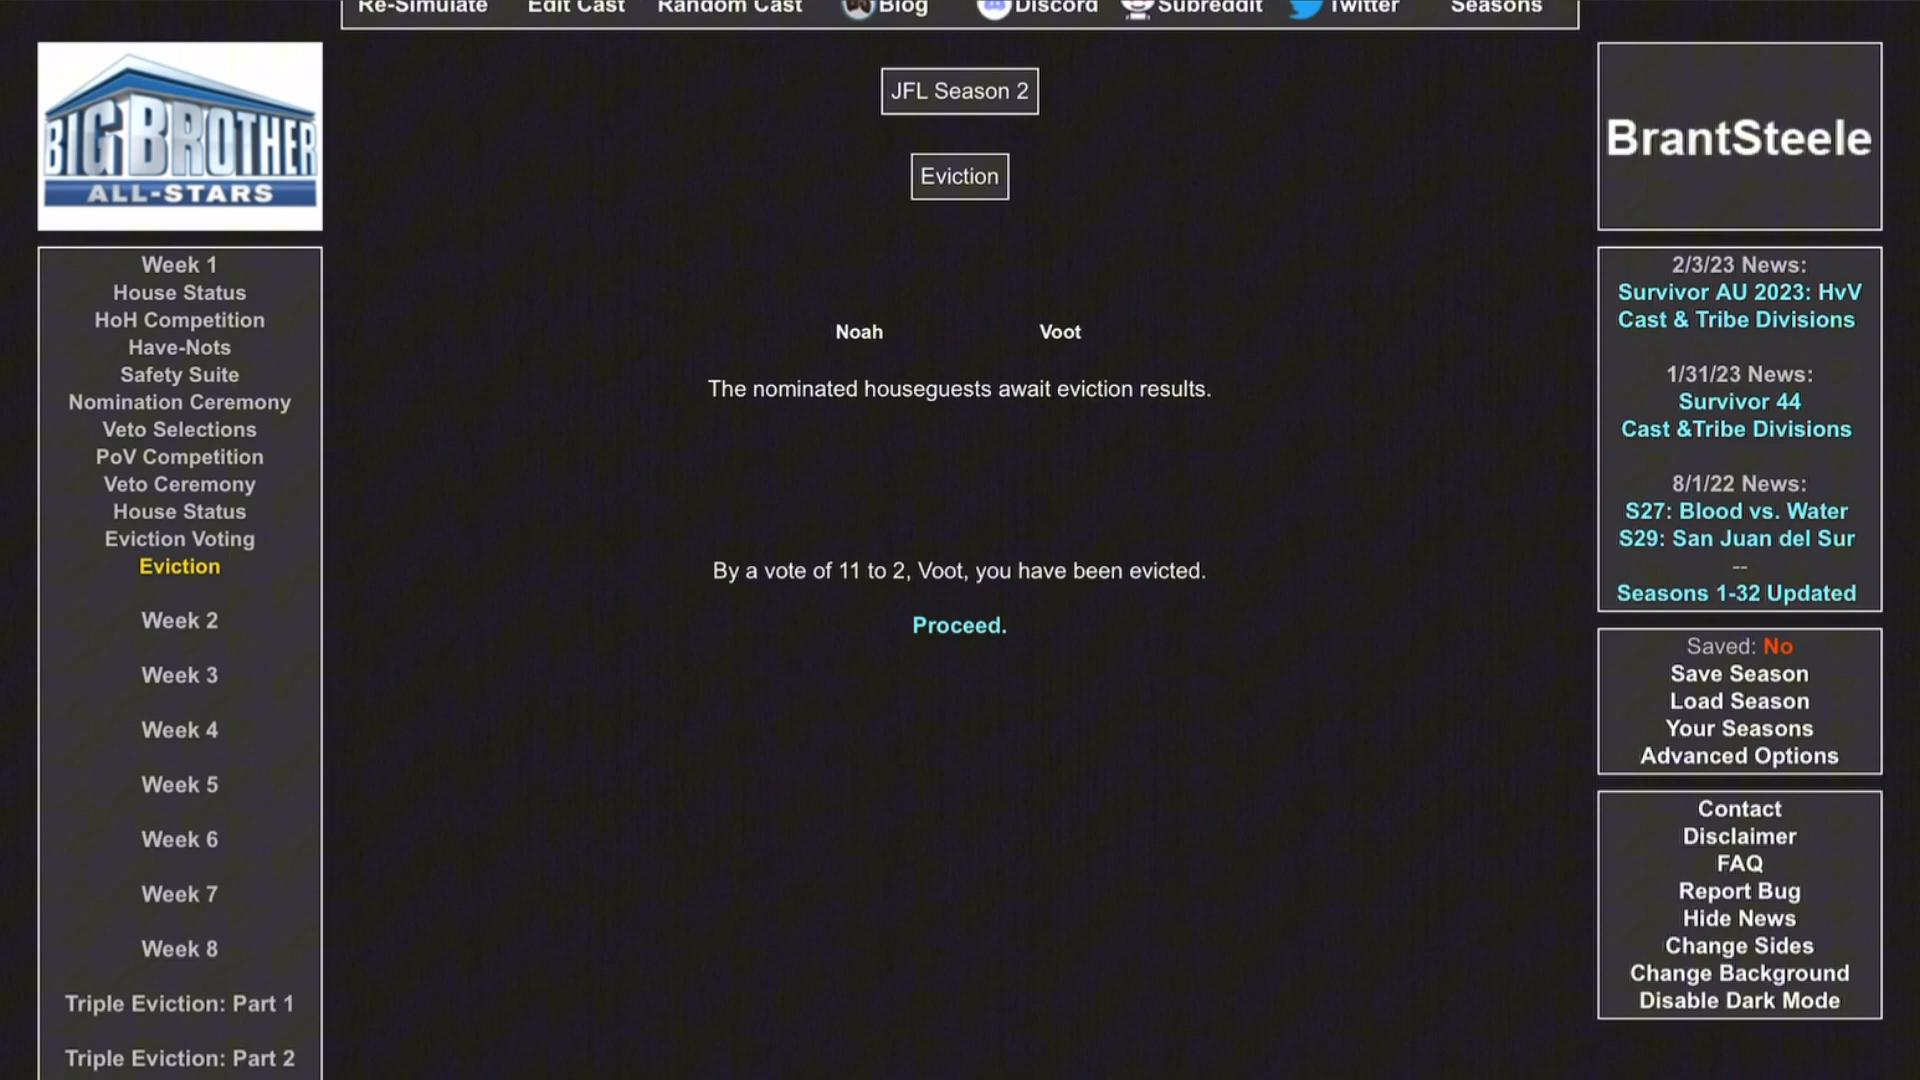 Re-Simulate Edit Cast Random Cast Blog Discord Subreddit Twitter Seasons
BIG BROTHER
ALL-STARS
Week 1
House Status
HoH Competition
Have-Nots
Safety Suite
Nomination Ceremony
Veto Selections
PoV Competition
Veto Ceremony
House Status
Eviction Voting
Eviction
Week 2
Week 3
Week 4
Week 5
Week 6
Week 7
Week 8
Triple Eviction: Part 1
Triple Eviction: Part 2
JFL Season 2
Eviction
Noah Voot
The nominated houseguests await eviction results.
By a vote of 11 to 2, Voot, you have been evicted.
Proceed.
BrantSteele
2/3/23 News:
Survivor AU 2023: HvV
Cast & Tribe Divisions
1/31/23 News:
Survivor 44
Cast &Tribe Divisions
8/1/22 News:
S27: Blood vs. Water
S29: San Juan del Sur
--
Seasons 1-32 Updated
Saved: No
Save Season
Load Season
Your Seasons
Advanced Options
Contact
Disclaimer
FAQ
Report Bug
Hide News
Change Sides
Change Background
Disable Dark Mode